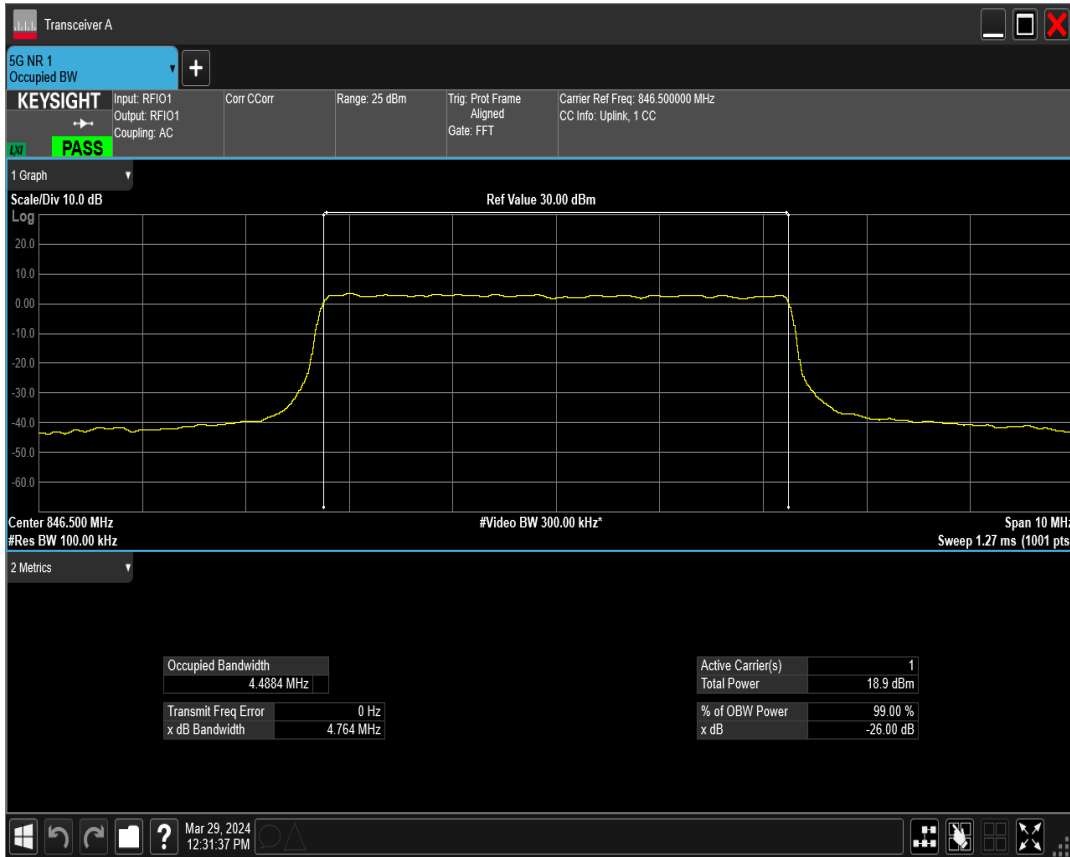 Transceiver A
5G NR 1
Occupied BW
+
KEYSIGHT
LXI
PASS
Input: RFIO1
Output: RFIO1
Coupling: AC
Corr CCorr
Range: 25 dBm
Trig: Prot Frame
Aligned
Gate: FFT
Carrier Ref Freq: 846.500000 MHz
CC Info: Uplink, 1 CC
1 Graph
Scale/Div 10.0 dB
Ref Value 30.00 dBm
Log
20.0
10.0
0.00
-10.0
-20.0
-30.0
-40.0
-50.0
-60.0
Center 846.500 MHz
#Video BW 300.00 kHz*
Span 10 MHz
#Res BW 100.00 kHz
Sweep 1.27 ms (1001 pts
2 Metrics
Occupied Bandwidth
4.4884 MHz
Transmit Freq Error 0 Hz
x dB Bandwidth 4.764 MHz
Active Carrier(s) 1
Total Power 18.9 dBm
% of OBW Power 99.00 %
x dB -26.00 dB
?
Mar 29, 2024
12:31:37 PM